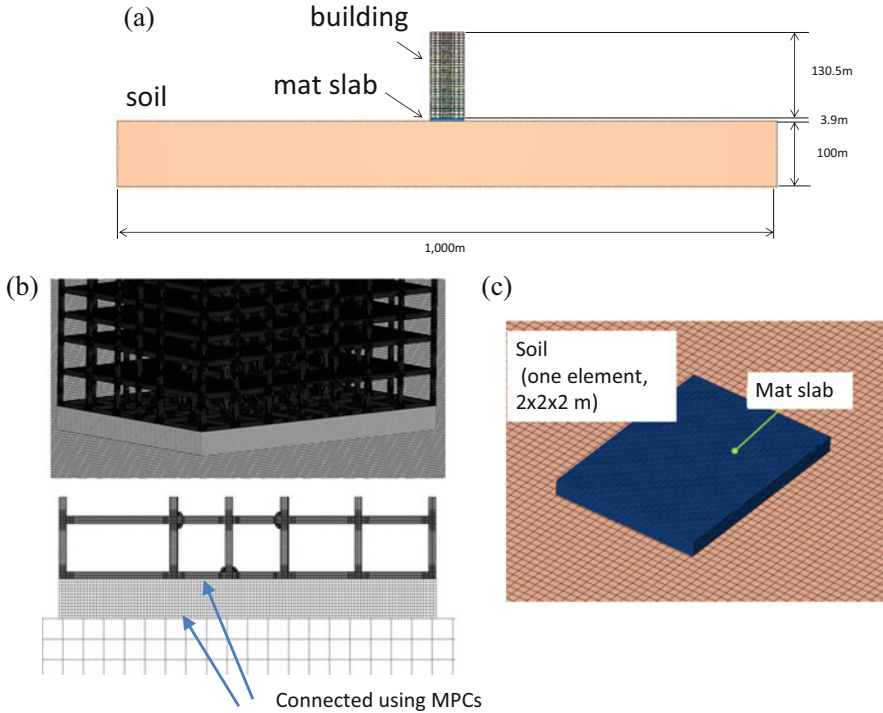 (a)
building
mat slab
soil
130.5m
3.9m
100m
1,000m
(b)
(c)
Soil
(one element,
2x2x2 m)
Mat slab
Connected using MPCs